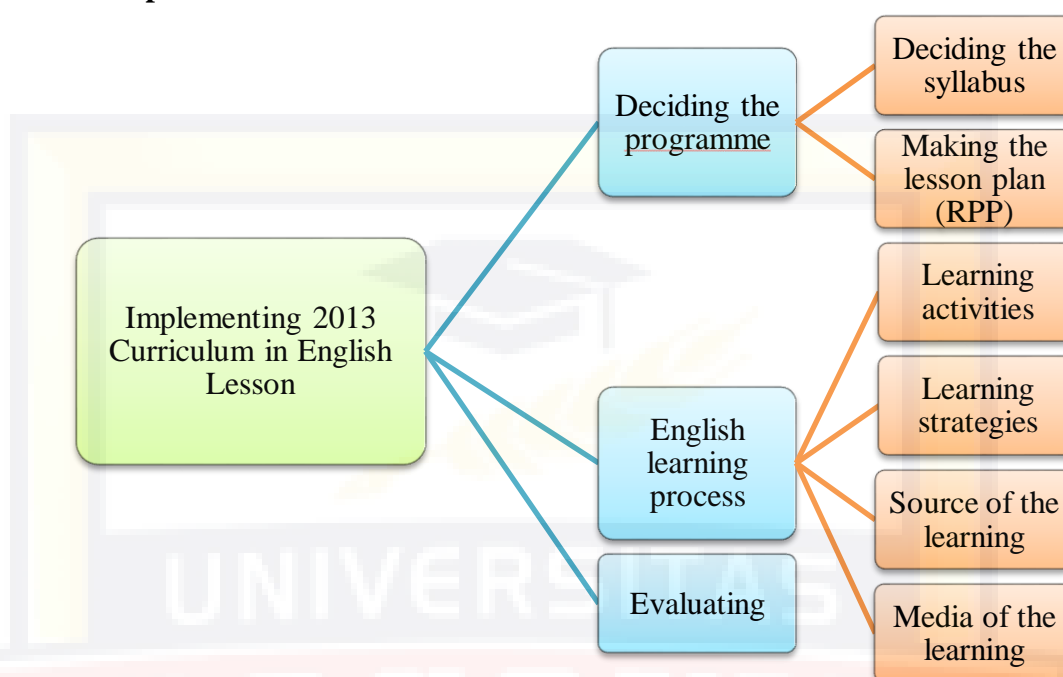 Deciding the
syllabus
Deciding the
programme
Making the
lesson plan
(RPP)
Implementing 2013
Curriculum in English
Lesson
Learning
activities
Learning
strategies
English
learning
process
Source of the
learning
Evaluating
Media of the
learning
UNIVERSITAS